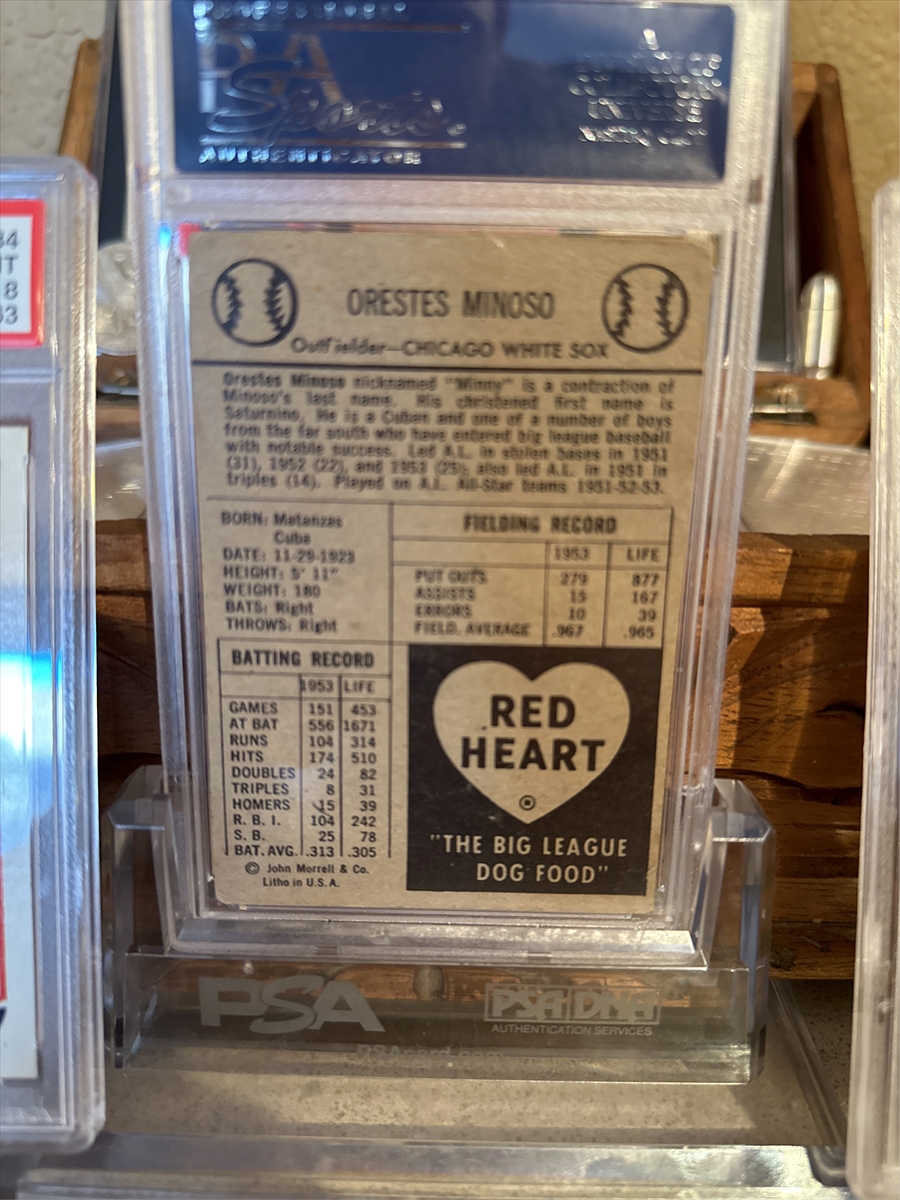 PSA
AUTHENTICATOR
34
8
ORESTES MINOSO
Outfielder—CHICAGO WHITE SOX
Orestes Minoso nicknamed "Minny" is a contraction of
Minoso's last name. His christened first name is
Saturnino. He is a Cuban and one of a number of boys
from the far south who have entered big league baseball
with notable success. Led A.L. in stolen bases in 1951
(31), 1952 (22), and 1953 (25); also led A.L. in 1951 in
triples (14). Played on A.L. All-Star teams 1951-52-53.
BORN: Matanzas
Cuba
DATE: 11-29-1923
HEIGHT: 5' 11"
WEIGHT: 180
BATS: Right
THROWS: Right
FIELDING RECORD
1953 LIFE
PUT OUTS 279 877
ASSISTS 15 167
ERRORS 10 39
FIELD. AVERAGE .967 .965
BATTING RECORD
1953 LIFE
GAMES 151 453
AT BAT 556 1671
RUNS 104 314
HITS 174 510
DOUBLES 24 82
TRIPLES 8 31
HOMERS 15 39
R. B. I. 104 242
S. B. 25 78
BAT. AVG. .313 .305
© John Morrell & Co.
Litho in U.S.A.
RED
HEART
®
"THE BIG LEAGUE
DOG FOOD"
PSA
PSA DNA
AUTHENTICATION SERVICES
PSAcard.com